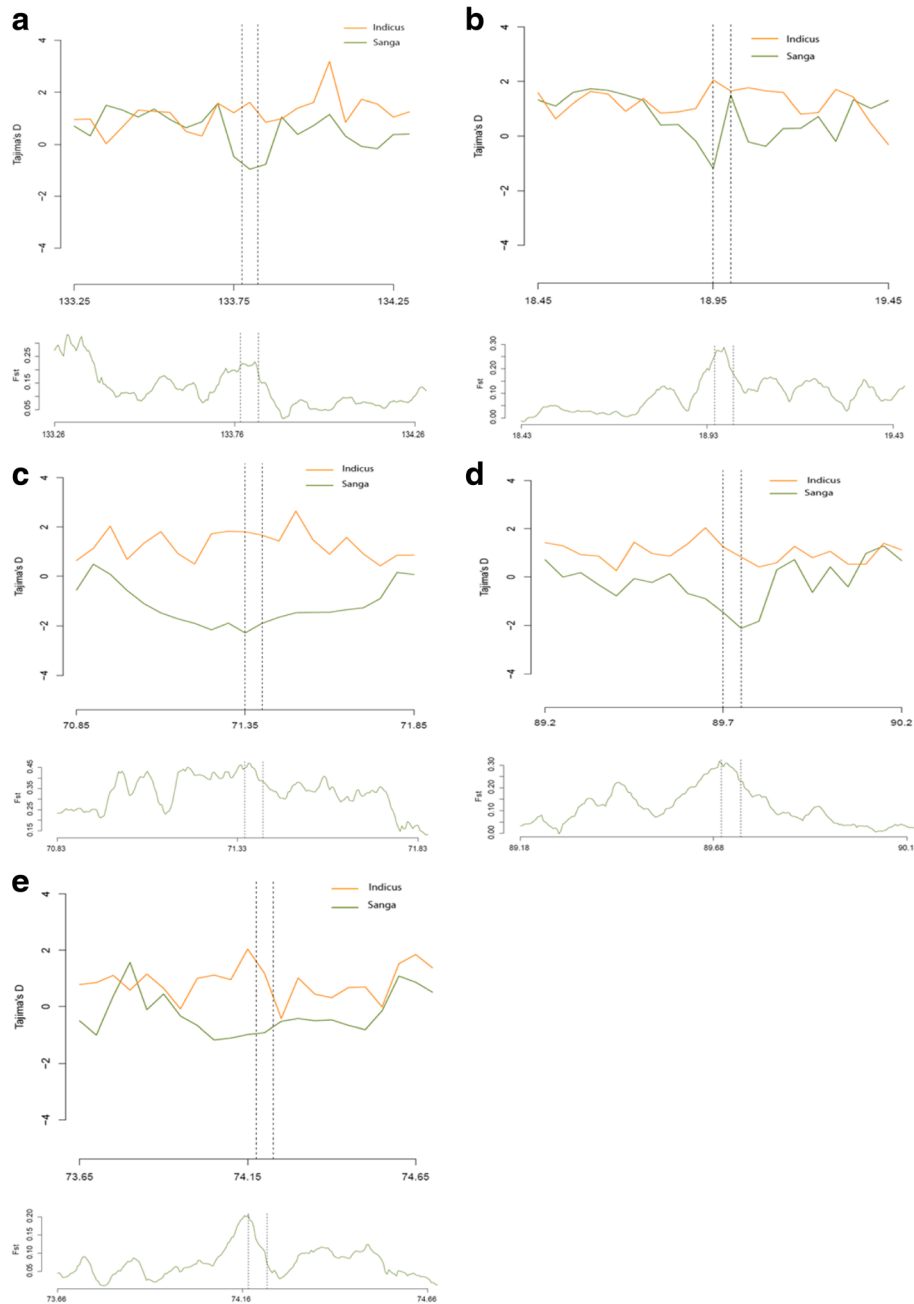 a
Indicus
Sanga
Tajima's D
4
2
0
-2
-4
133.25
133.75
134.25
Fst
0.25
0.15
0.05
133.26
133.76
134.26
b
Indicus
Sanga
Tajima's D
4
2
0
-2
-4
18.45
18.95
19.45
Fst
0.30
0.20
0.10
0.00
18.43
18.93
19.43
c
Indicus
Sanga
Tajima's D
4
2
0
-2
-4
70.85
71.35
71.85
Fst
0.45
0.35
0.25
0.15
70.83
71.33
71.83
d
Indicus
Sanga
Tajima's D
4
2
0
-2
-4
89.2
89.7
90.2
Fst
0.30
0.20
0.10
0.00
89.18
89.68
90.1
e
Indicus
Sanga
Tajima's D
4
2
0
-2
-4
73.65
74.15
74.65
Fst
0.20
0.15
0.10
0.05
73.66
74.16
74.66